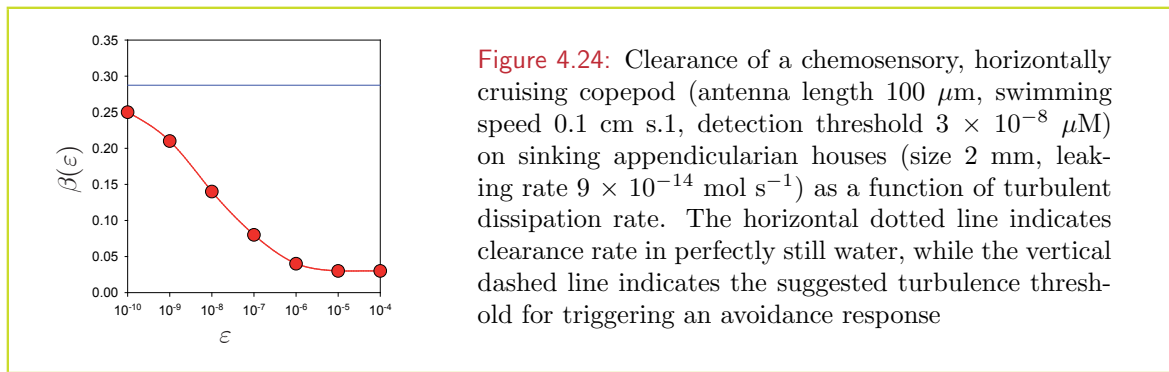 0.35
0.30
0.25
0.20
0.15
0.10
0.05
0.00
β(ε)
10⁻¹⁰ 10⁻⁹ 10⁻⁸ 10⁻⁷ 10⁻⁶ 10⁻⁵ 10⁻⁴
ε
Figure 4.24: Clearance of a chemosensory, horizontally
cruising copepod (antenna length 100 μm, swimming
speed 0.1 cm s.1, detection threshold 3 × 10⁻⁸ μM)
on sinking appendicularian houses (size 2 mm, leak-
ing rate 9 × 10⁻¹⁴ mol s⁻¹) as a function of turbulent
dissipation rate. The horizontal dotted line indicates
clearance rate in perfectly still water, while the vertical
dashed line indicates the suggested turbulence thresh-
old for triggering an avoidance response